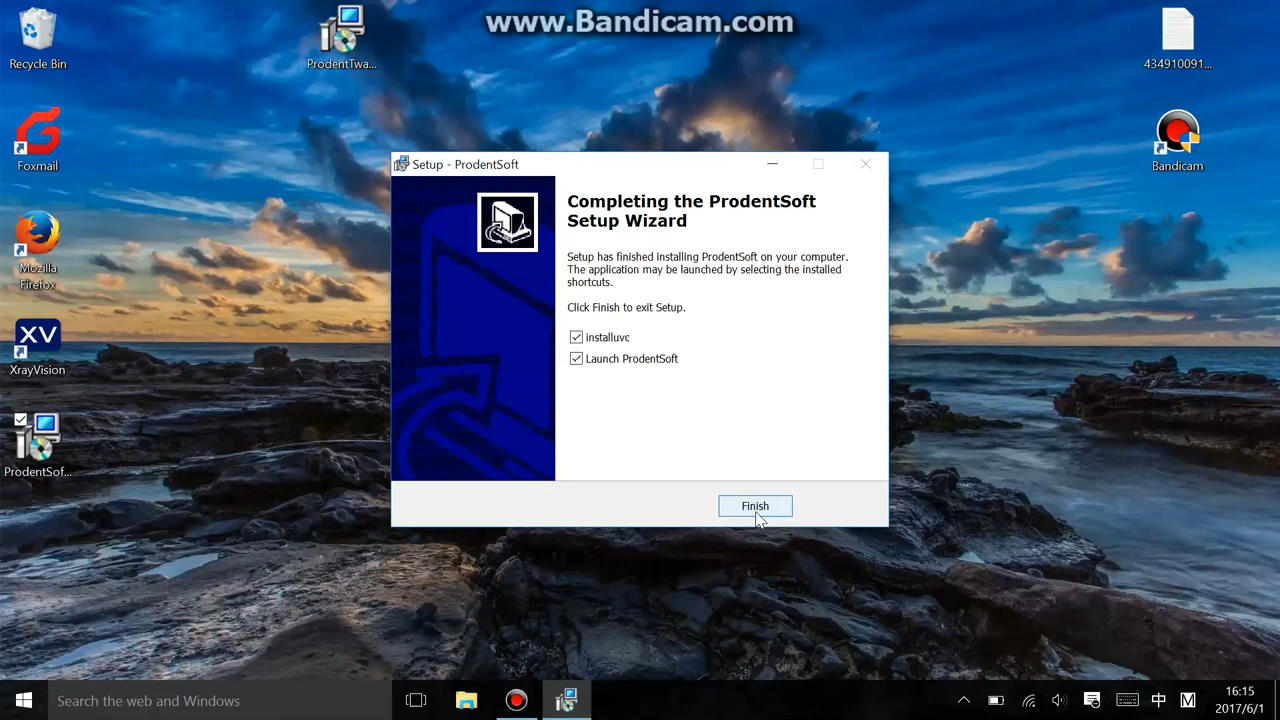 www.Bandicam.com
Recycle Bin
ProdentTwa...
434910091...
Foxmail
Bandicam
Mozilla
Firefox
XV
XrayVision
ProdentSof...
Setup - ProdentSoft
Completing the ProdentSoft
Setup Wizard
Setup has finished installing ProdentSoft on your computer.
The application may be launched by selecting the installed
shortcuts.
Click Finish to exit Setup.
installuvc
Launch ProdentSoft
Finish
Search the web and Windows
中
M
16:15
2017/6/1